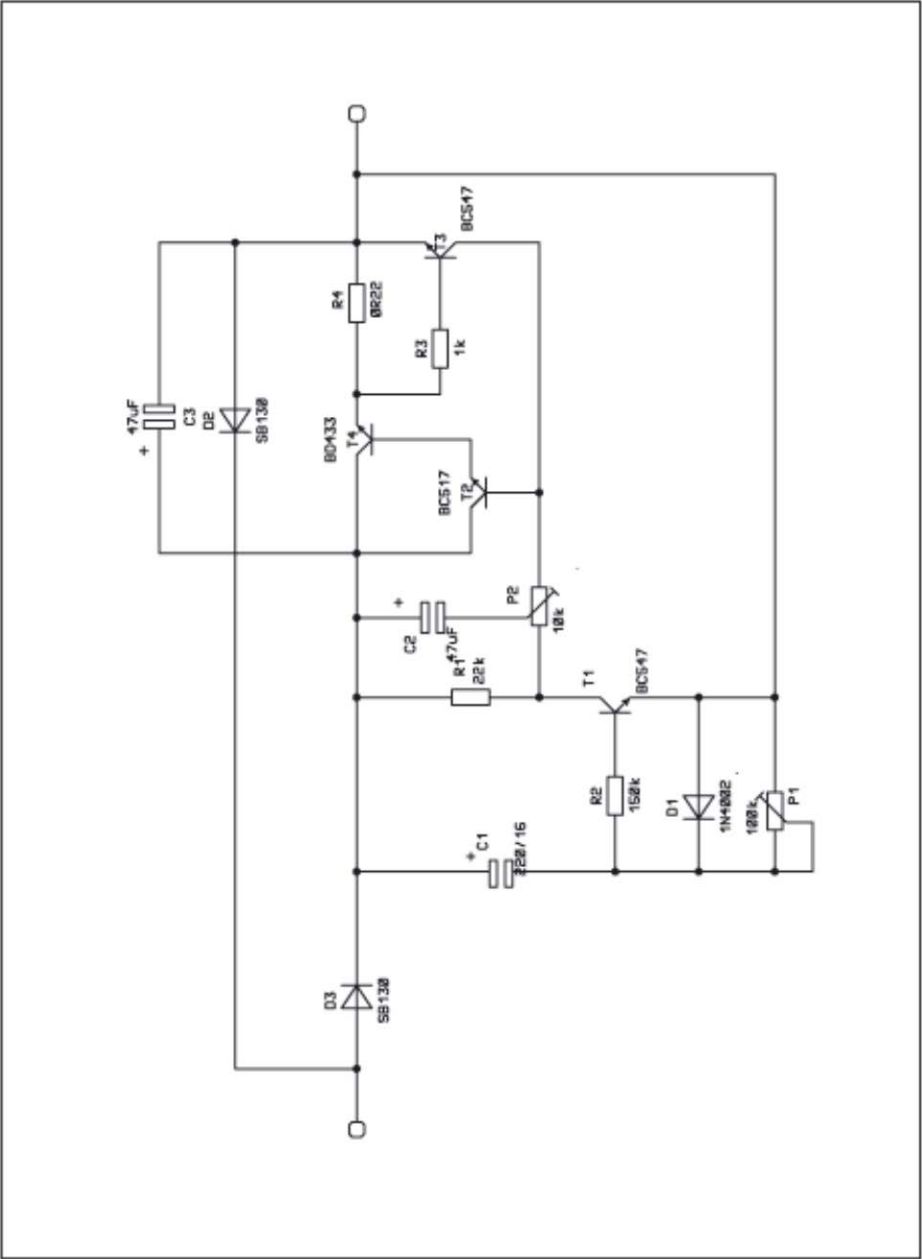 BC547
T3
R4
0R22
R3
1k
47uF
C3
+
D2
SB130
BD433
T4
BC517
T2
P2
10k
+
C2
47uF
R1
22k
T1
BC547
R2
150k
D1
1N4002
100k
P1
+
C1
220/16
D3
SB130